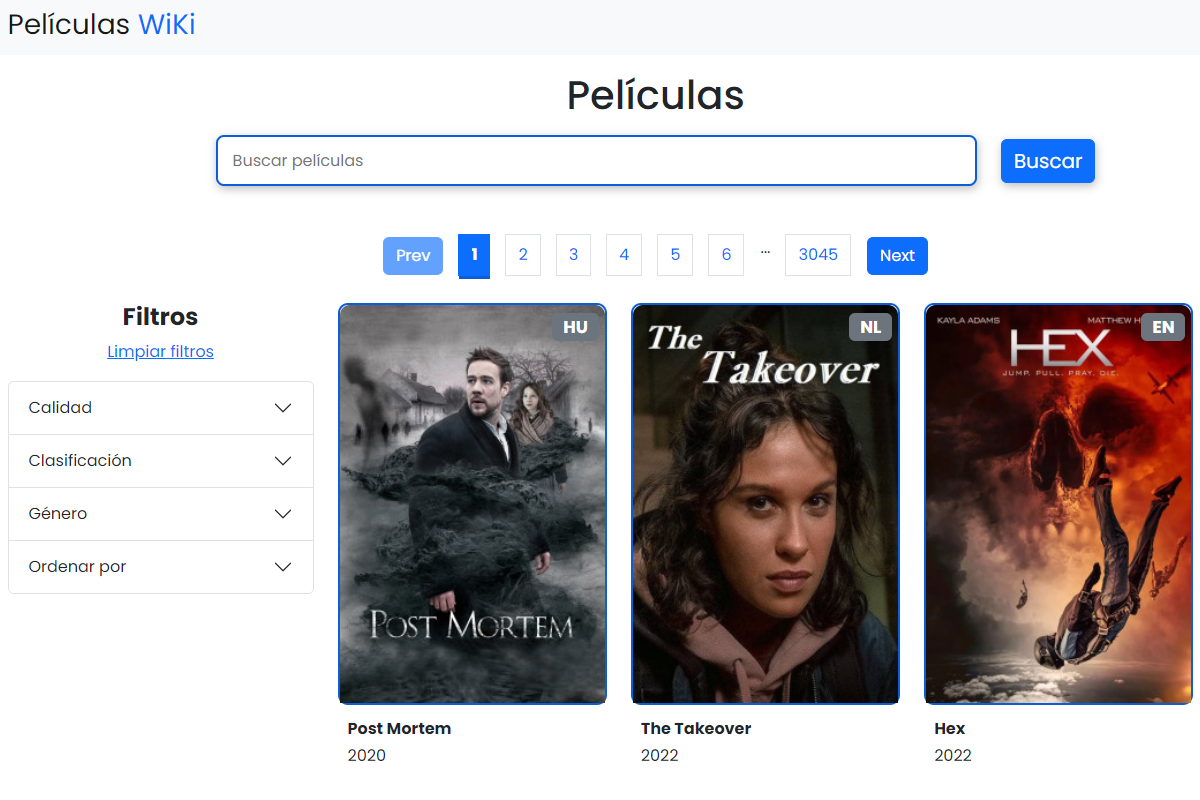 Películas WiKi
Películas
Buscar películas
Buscar
Prev 1 2 3 4 5 6 ... 3045 Next
Filtros
Limpiar filtros
Calidad
Clasificación
Género
Ordenar por
HU
POST MORTEM
Post Mortem
2020
NL
The
Takeover
The Takeover
2022
KAYLA ADAMS
MATTHEW
EN
HEX
JUMP. PULL. PRAY. DIE.
Hex
2022